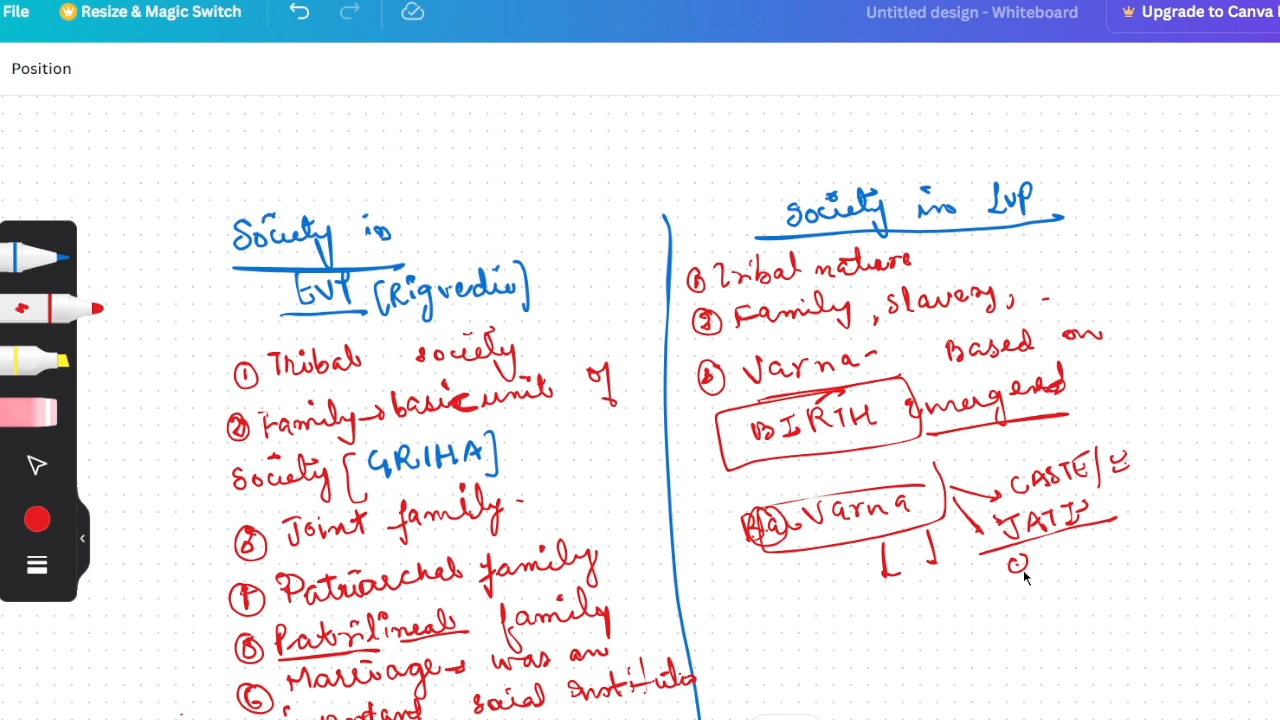 File Resize & Magic Switch Untitled design - Whiteboard Upgrade to Canva
Position
Society in
EVP [Rigvedic]
① Tribal society
② Family → basic unit of
society [GRIHA]
③ Joint family.
④ Patriarchal family
⑤ Patrilineal family
⑥ Marriage → was an
important social Institutio
Society in LVP
① Tribal nature
② Family, slavery, -
③ Varna - Based on
BIRTH emerged
Varna
CASTE/
JATI